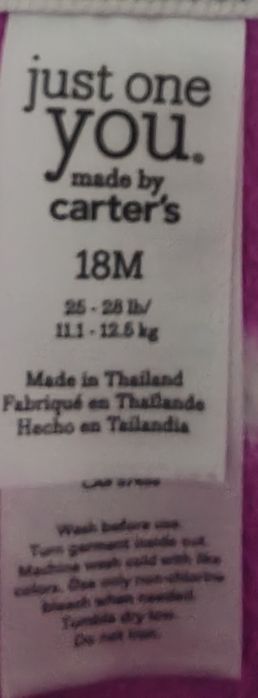 just one
you.
made by
carter's
18M
25 - 28 lb/
11.1 - 12.5 kg
Made in Thailand
Fabriqué en Thaïlande
Hecho en Tailandia
Wash before use.
Turn garment inside out.
Machine wash cold with like
colors. Use only non-chlorine
bleach when needed.
Tumble dry low.
Do not iron.